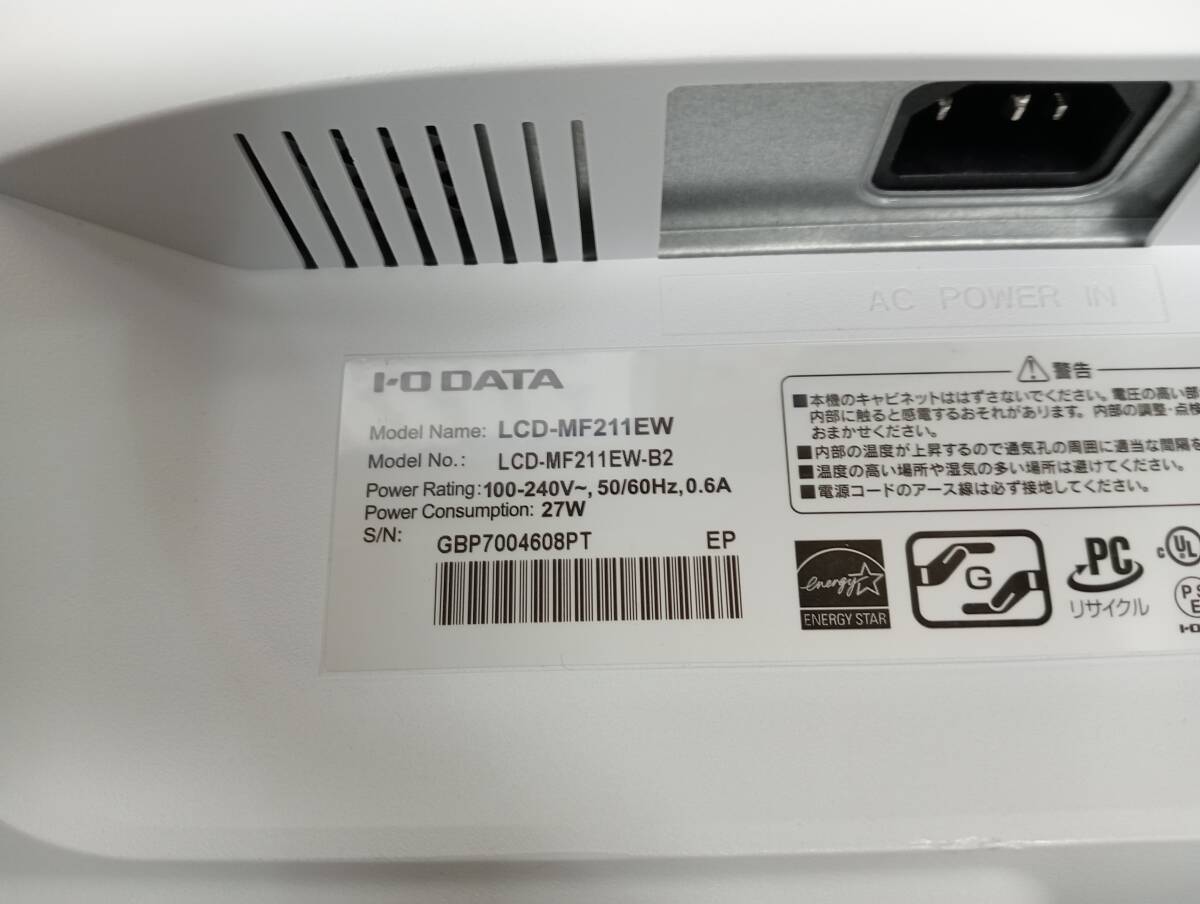 AC POWER IN
I-O DATA
Model Name: LCD-MF211EW
Model No.: LCD-MF211EW-B2
Power Rating: 100-240V~, 50/60Hz, 0.6A
Power Consumption: 27W
S/N: GBP7004608PT EP
警告
■本機のキャビネットははずさないでください。電圧の高い部
内部に触ると感電するおそれがあります。内部の調整・点検
おまかせください。
■内部の温度が上昇するので通気孔の周囲に適当な間隔を
■温度の高い場所や湿気の多い場所は避けてください。
■電源コードのアース線は必ず接地してください。
energy
ENERGY STAR
G
PC
リサイクル
c UL
PS
E
I-O